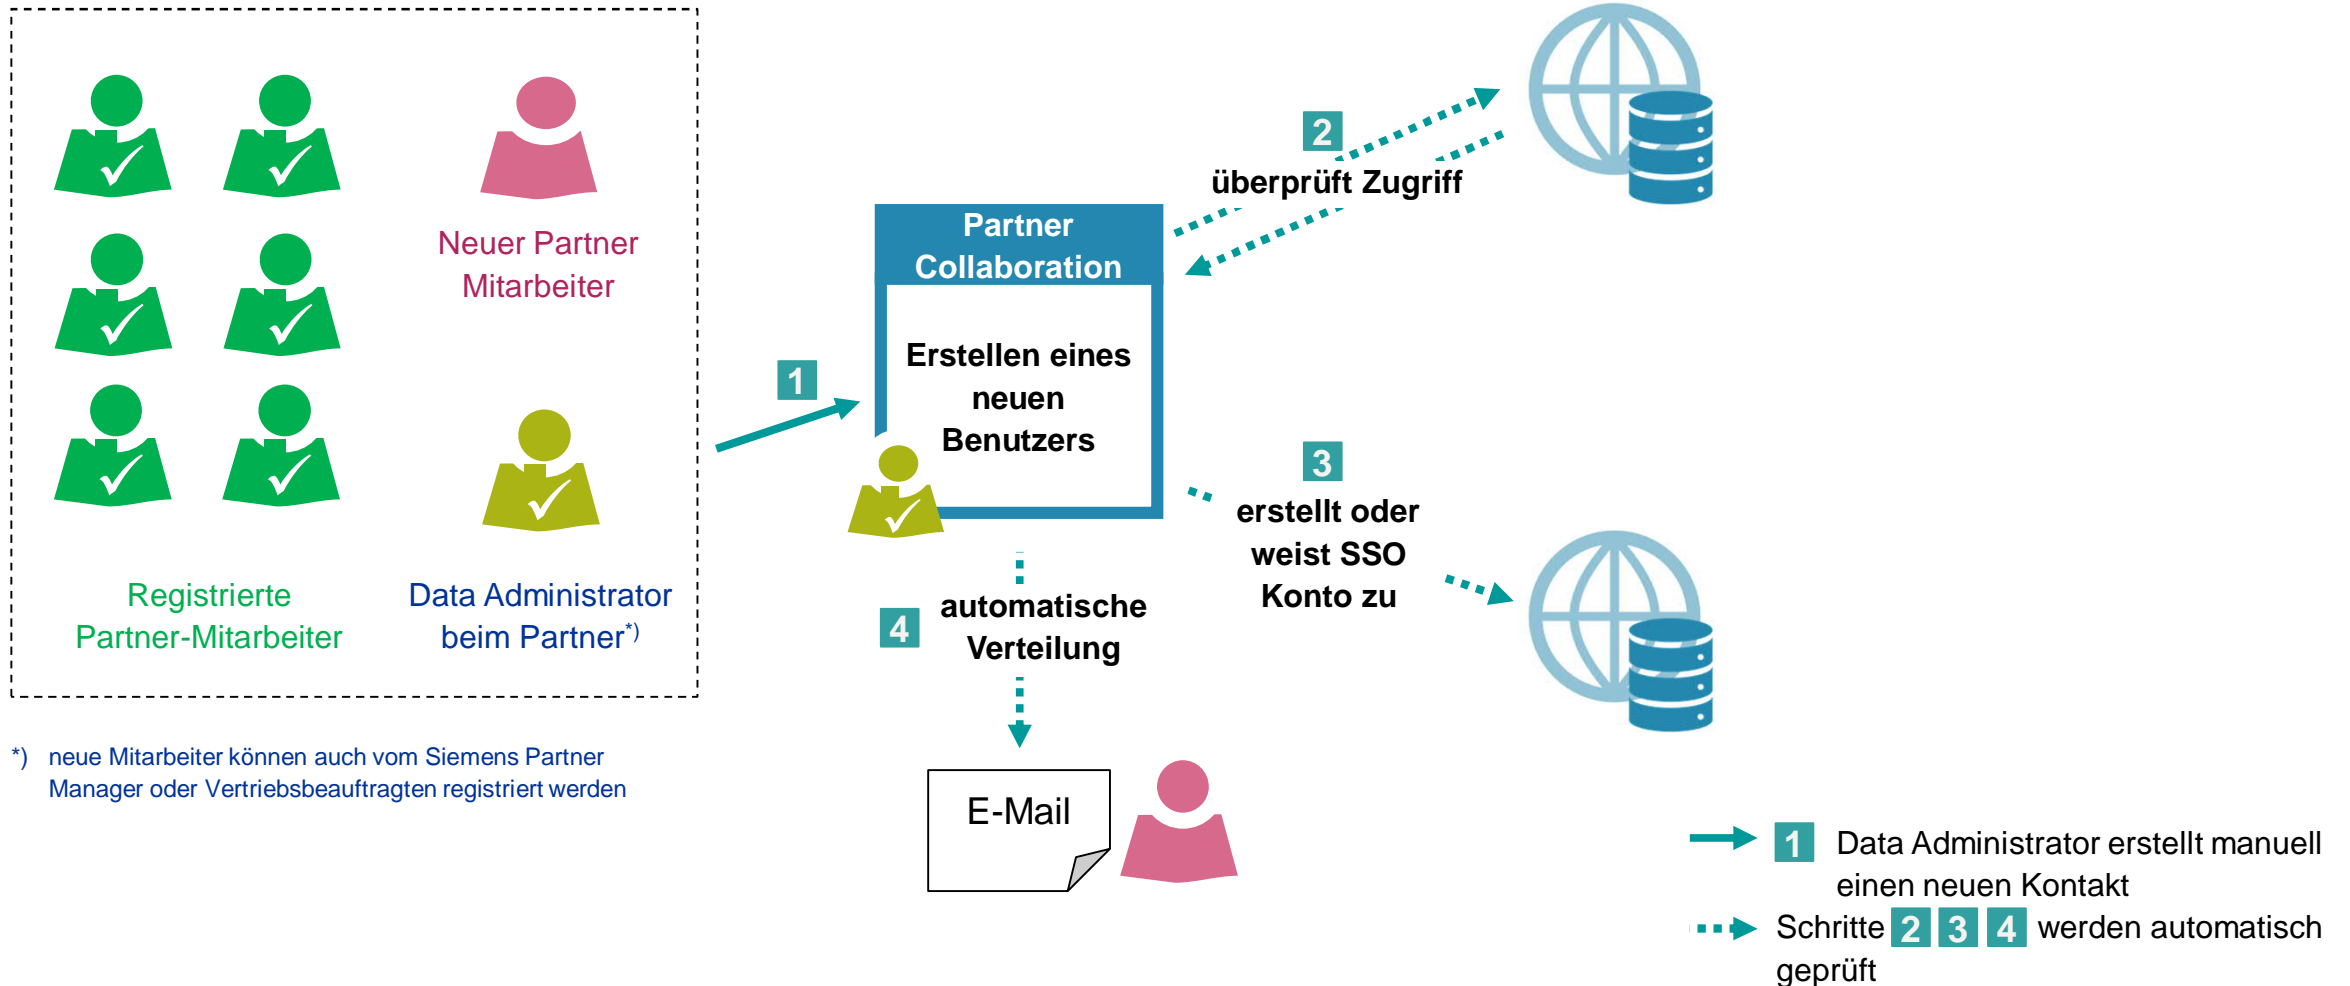 Neuer Partner
Mitarbeiter
Registrierte
Partner-Mitarbeiter
Data Administrator
beim Partner*)
*) neue Mitarbeiter können auch vom Siemens Partner
Manager oder Vertriebsbeauftragten registriert werden
1
Partner
Collaboration
Erstellen eines
neuen
Benutzers
2
überprüft Zugriff
3
erstellt oder
weist SSO
Konto zu
4
automatische
Verteilung
E-Mail
1 Data Administrator erstellt manuell
einen neuen Kontakt
Schritte 2 3 4 werden automatisch
geprüft